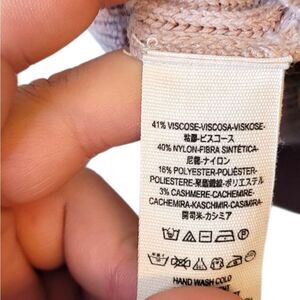 41% VISCOSE-VISCOSA-VISKOSE-
粘膠-ビスコース
40% NYLON-FIBRA SINTÉTICA-
尼龍-ナイロン
16% POLYESTER-POLIÉSTER-
POLIESTERE-聚酯纖維-ポリエステル
3% CASHMERE-CACHEMIRE-
CACHEMIRA-KASCHMIR-CASIMIRA-
開司米-カシミア
HAND WASH COLD